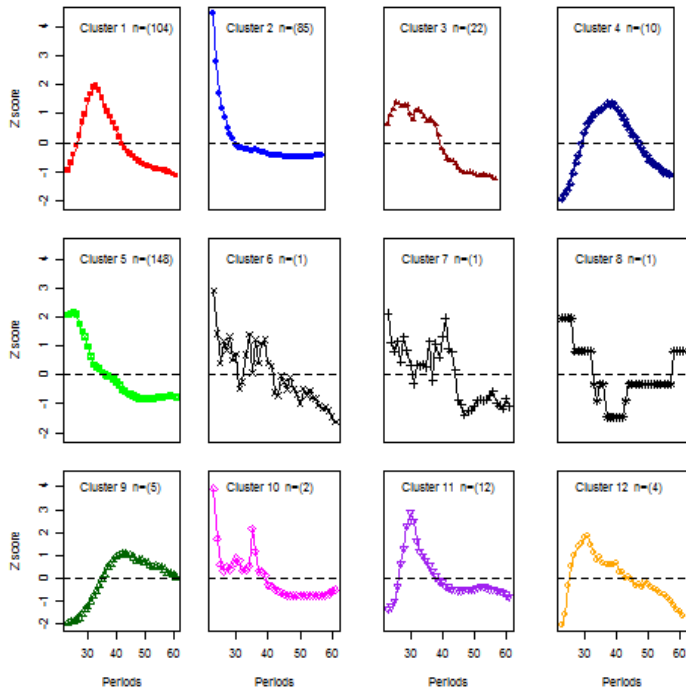 Cluster 1 n=(104)
Cluster 2 n=(85)
Cluster 3 n=(22)
Cluster 4 n=(10)
Z score
4
3
2
1
0
-1
-2
Cluster 5 n=(148)
Cluster 6 n=(1)
Cluster 7 n=(1)
Cluster 8 n=(1)
Z score
4
3
2
1
0
-1
-2
Cluster 9 n=(5)
Cluster 10 n=(2)
Cluster 11 n=(12)
Cluster 12 n=(4)
Z score
4
3
2
1
0
-1
-2
30 40 50 60
30 40 50 60
30 40 50 60
30 40 50 60
Periods
Periods
Periods
Periods